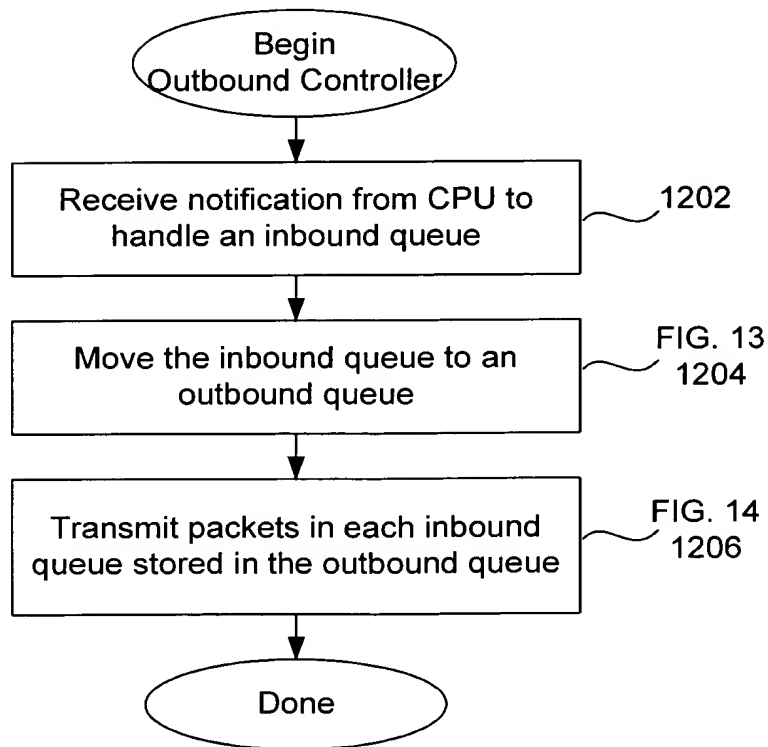 Begin
Outbound Controller
Receive notification from CPU to
handle an inbound queue
1202
Move the inbound queue to an
outbound queue
FIG. 13
1204
Transmit packets in each inbound
queue stored in the outbound queue
FIG. 14
1206
Done